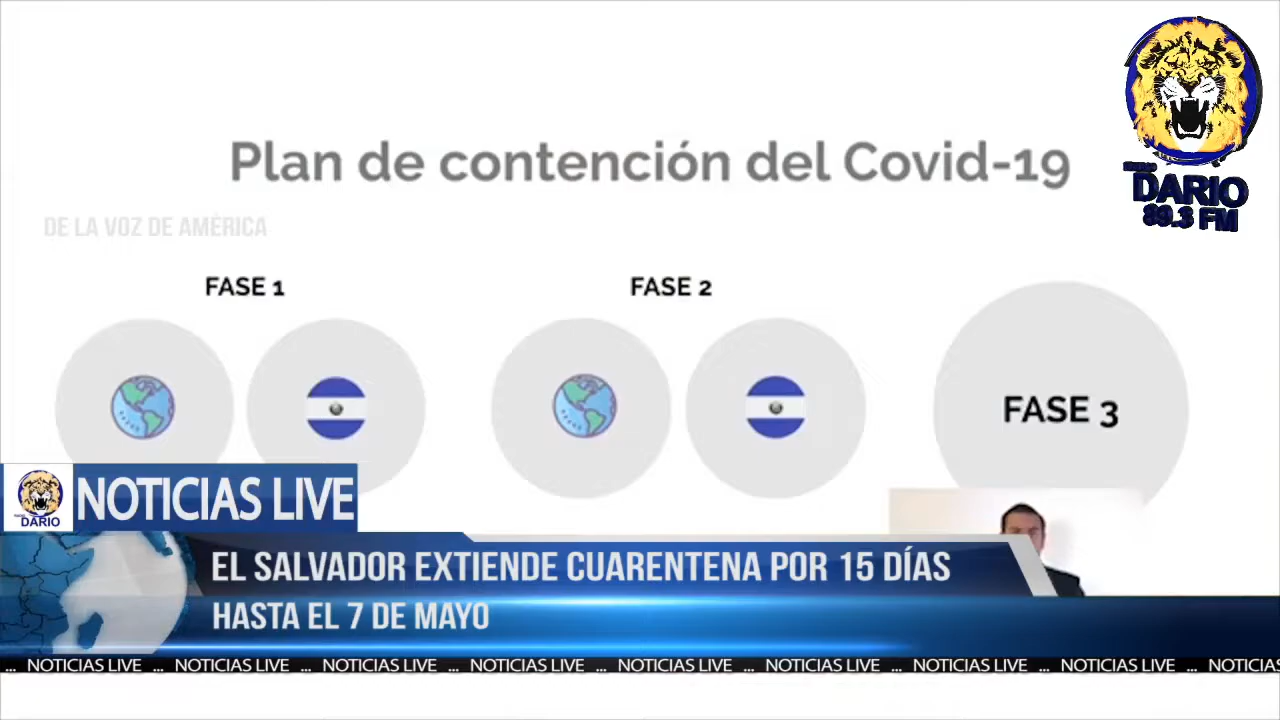 Plan de contención del Covid-19
DARIO
89.3 FM
DE LA VOZ DE AMÈRICA
FASE 1
FASE 2
FASE 3
DARIO
NOTICIAS LIVE
EL SALVADOR EXTIENDE CUARENTENA POR 15 DÍAS
HASTA EL 7 DE MAYO
... NOTICIAS LIVE ... NOTICIAS LIVE ... NOTICIAS LIVE ... NOTICIAS LIVE ... NOTICIAS LIVE ... NOTICIAS LIVE ... NOTICIAS LIVE ... NOTICIAS LIVE ... NOTICIAS